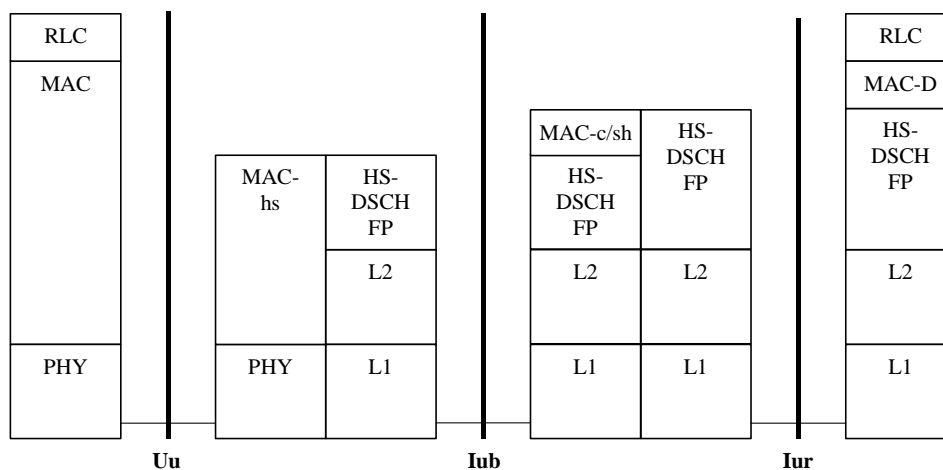 RLC
MAC
PHY
MAC-
hs
PHY
HS-
DSCH
FP
L2
L1
MAC-c/sh
HS-
DSCH
FP
L2
L1
HS-
DSCH
FP
L2
L1
RLC
MAC-D
HS-
DSCH
FP
L2
L1
Uu
Iub
Iur